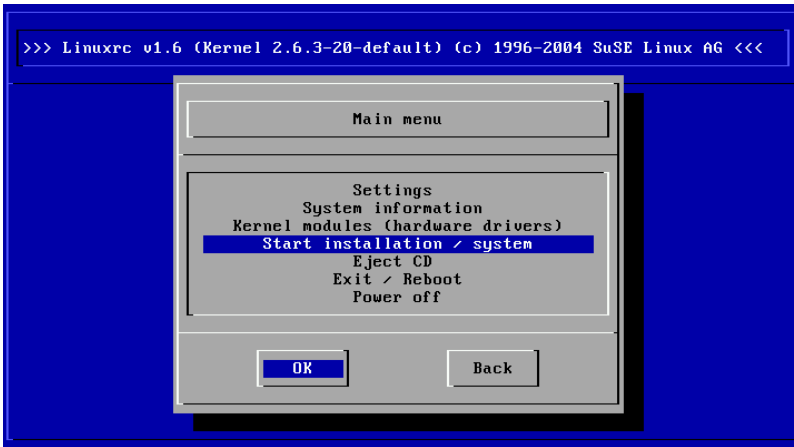 >>> Linuxrc v1.6 (Kernel 2.6.3-20-default) (c) 1996-2004 SuSE Linux AG <<<
Main menu
Settings
System information
Kernel modules (hardware drivers)
Start installation / system
Eject CD
Exit / Reboot
Power off
OK Back